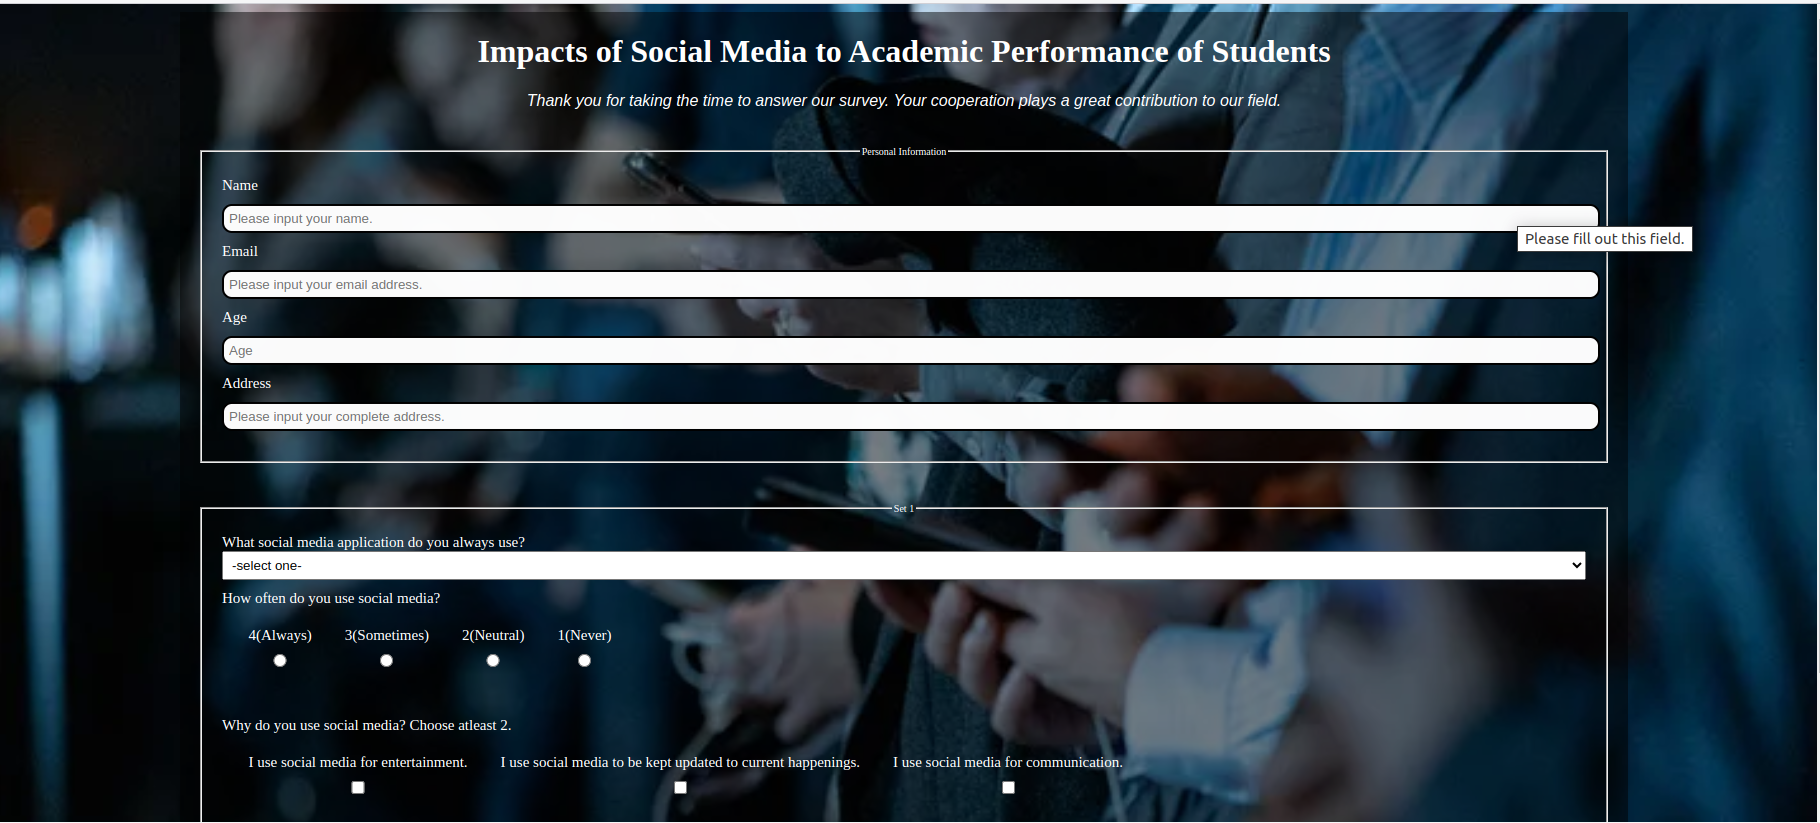 Impacts of Social Media to Academic Performance of Students
Thank you for taking the time to answer our survey. Your cooperation plays a great contribution to our field.
Personal Information
Name
Please input your name.
Please fill out this field.
Email
Please input your email address.
Age
Age
Address
Please input your complete address.
Set 1
What social media application do you always use?
-select one-
How often do you use social media?
4(Always) 3(Sometimes) 2(Neutral) 1(Never)
Why do you use social media? Choose atleast 2.
I use social media for entertainment. I use social media to be kept updated to current happenings. I use social media for communication.